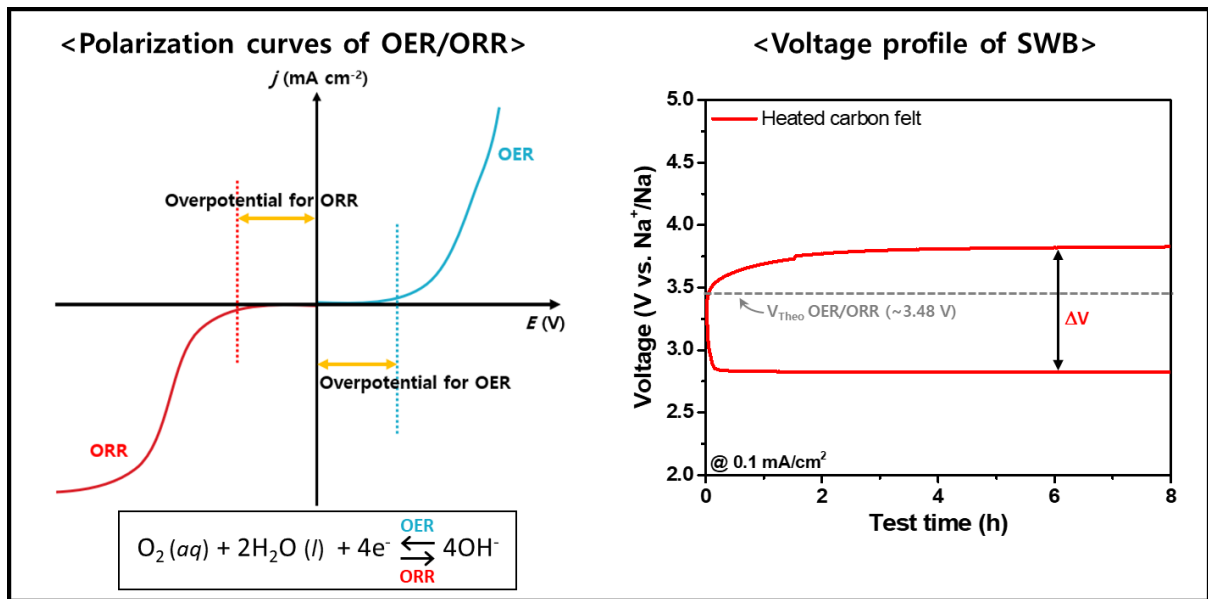 <Polarization curves of OER/ORR>
j (mA cm⁻²)
OER
Overpotential for ORR
E (V)
Overpotential for OER
ORR
OER
O₂ (aq) + 2H₂O (l) + 4e⁻ ⇄ 4OH⁻
ORR
<Voltage profile of SWB>
Heated carbon felt
Voltage (V vs. Na⁺/Na)
5.0
4.5
4.0
3.5
3.0
2.5
2.0
V_Theo OER/ORR (~3.48 V)
ΔV
@ 0.1 mA/cm²
0 2 4 6 8
Test time (h)